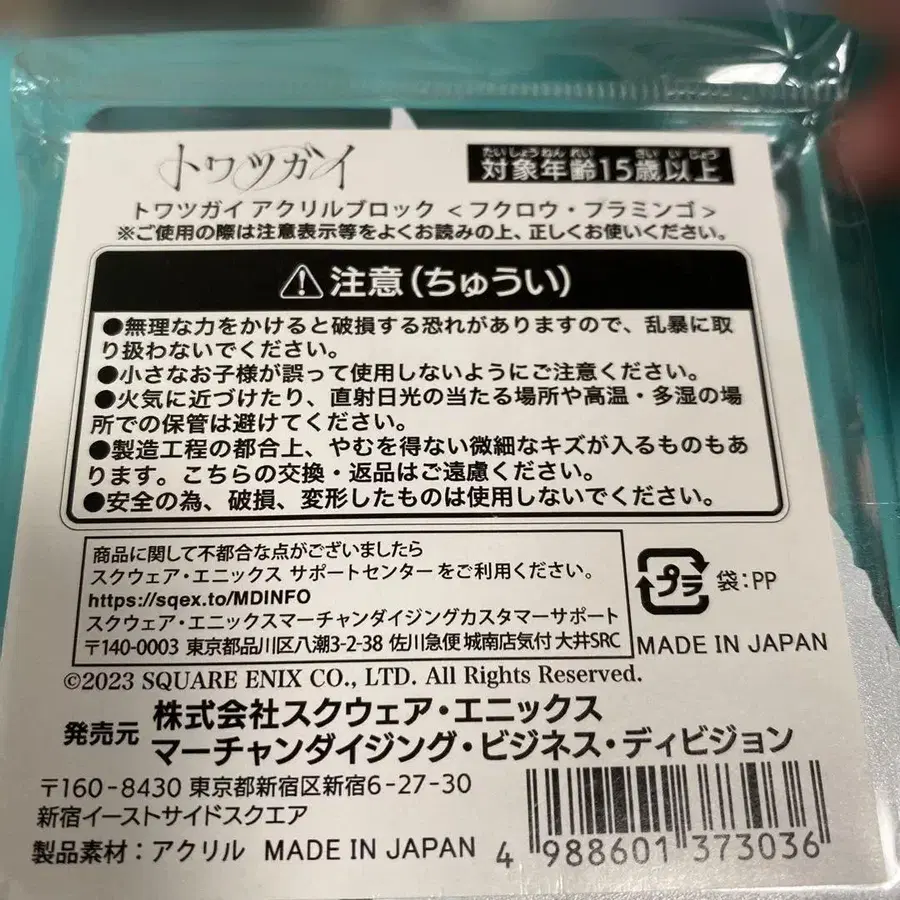 トワツガイ
たいしょうねんれい さいいじょう
対象年齢15歳以上
トワツガイ アクリルブロック <フクロウ・フラミンゴ>
※ご使用の際は注意表示等をよくお読みの上、正しくお使いください。
⚠注意(ちゅうい)
●無理な力をかけると破損する恐れがありますので、乱暴に取
り扱わないでください。
●小さなお子様が誤って使用しないようにご注意ください。
●火気に近づけたり、直射日光の当たる場所や高温・多湿の場
所での保管は避けてください。
●製造工程の都合上、やむを得ない微細なキズが入るものもあ
ります。こちらの交換・返品はご遠慮ください。
●安全の為、破損、変形したものは使用しないでください。
商品に関して不都合な点がございましたら
スクウェア・エニックス サポートセンターをご利用ください。
https://sqex.to/MDINFO
スクウェア・エニックスマーチャンダイジングカスタマーサポート
〒140-0003 東京都品川区八潮3-2-38 佐川急便 城南店気付 大井SRC
プラ 袋:PP
MADE IN JAPAN
©2023 SQUARE ENIX CO., LTD. All Rights Reserved.
発売元 株式会社スクウェア・エニックス
マーチャンダイジング・ビジネス・ディビジョン
〒160-8430 東京都新宿区新宿6-27-30
新宿イーストサイドスクエア
製品素材:アクリル MADE IN JAPAN
4 988601 373036